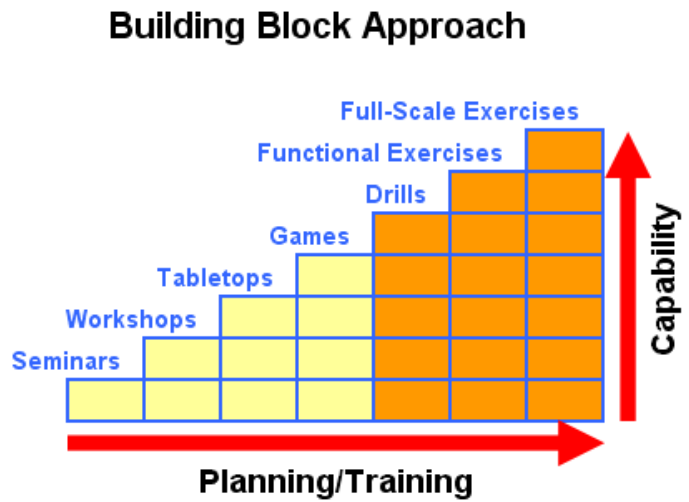 Building Block Approach
Full-Scale Exercises
Functional Exercises
Drills
Games
Tabletops
Workshops
Seminars
Capability
Planning/Training